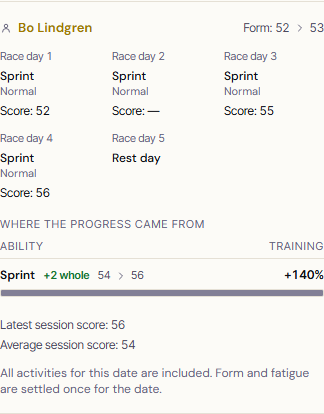 Bo Lindgren Form: 52 > 53
Race day 1 Race day 2 Race day 3
Sprint Sprint Sprint
Normal Normal Normal
Score: 52 Score: — Score: 55
Race day 4 Race day 5
Sprint Rest day
Normal
Score: 56
WHERE THE PROGRESS CAME FROM
ABILITY TRAINING
Sprint +2 whole 54 > 56 +140%
Latest session score: 56
Average session score: 54
All activities for this date are included. Form and fatigue
are settled once for the date.